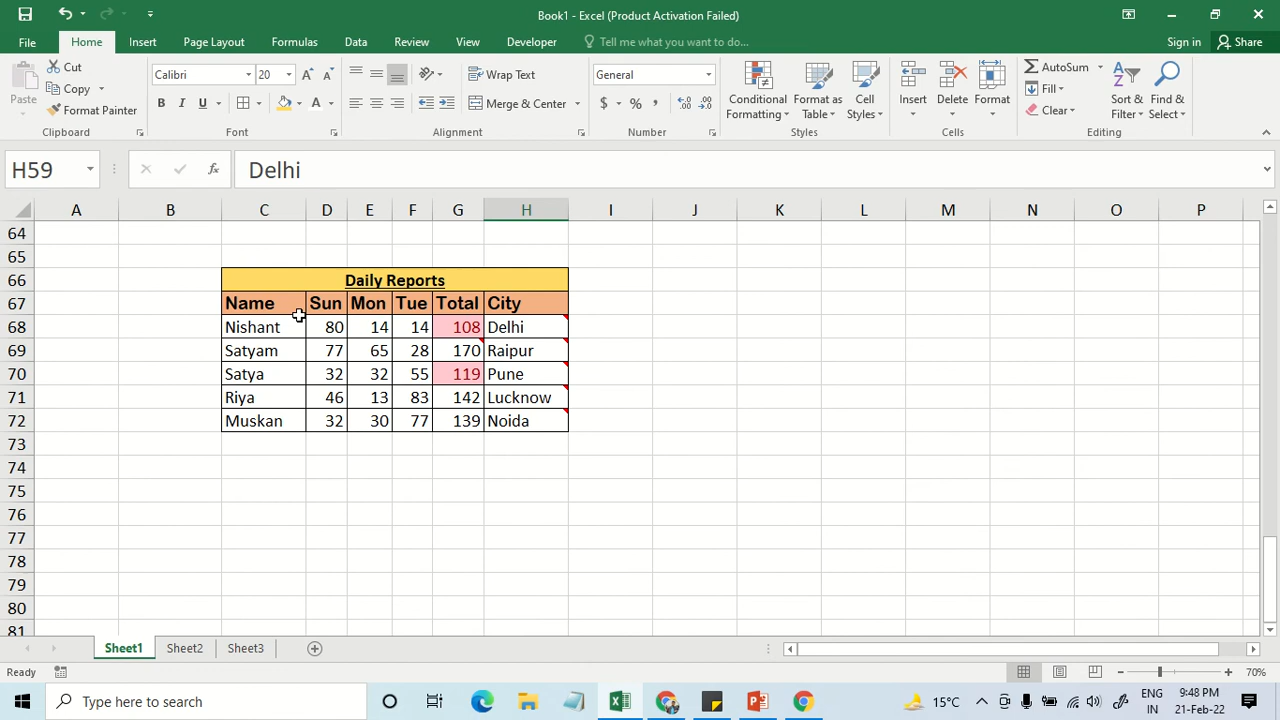 Book1 - Excel (Product Activation Failed)
File Home Insert Page Layout Formulas Data Review View Developer Tell me what you want to do... Sign in Share
Paste
Cut
Copy
Format Painter
Clipboard
Calibri 20
B I U
Font
Wrap Text
Merge & Center
Alignment
General
$ % ,
Number
Conditional Formatting
Format as Table
Cell Styles
Styles
Insert
Delete
Format
Cells
AutoSum
Fill
Clear
Sort & Filter
Find & Select
Editing
H59 fx Delhi
A B C D E F G H I J K L M N O P
64
65
66 Daily Reports
67 Name Sun Mon Tue Total City
68 Nishant 80 14 14 108 Delhi
69 Satyam 77 65 28 170 Raipur
70 Satya 32 32 55 119 Pune
71 Riya 46 13 83 142 Lucknow
72 Muskan 32 30 77 139 Noida
73
74
75
76
77
78
79
80
81
Sheet1 Sheet2 Sheet3
Ready 70%
Type here to search 15°C ENG IN 9:48 PM 21-Feb-22